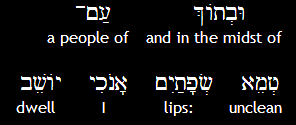 וּבְתוֹךְ עַם־
a people of and in the midst of
טְמֵא שְׂפָתַיִם אָנֹכִי יוֹשֵׁב
dwell I lips: unclean